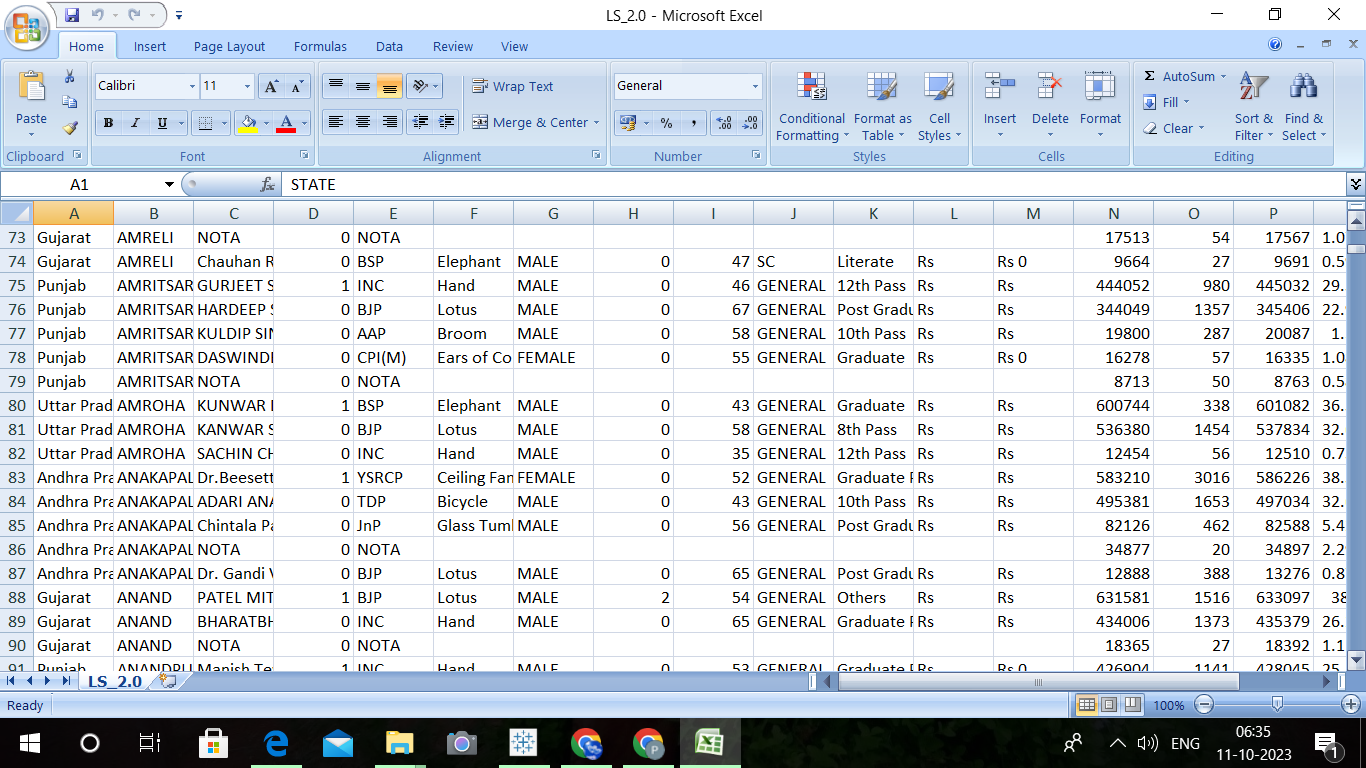 LS_2.0 - Microsoft Excel
Home Insert Page Layout Formulas Data Review View
Paste Calibri 11 Wrap Text General Conditional Formatting Format as Table Cell Styles Insert Delete Format AutoSum Sort & Filter Find & Select
B I U Merge & Center % , Fill
Clear
Clipboard Font Alignment Number Styles Cells Editing
A1 fx STATE
A B C D E F G H I J K L M N O P
73 Gujarat AMRELI NOTA 0 NOTA 17513 54 17567 1.0
74 Gujarat AMRELI Chauhan R 0 BSP Elephant MALE 0 47 SC Literate Rs Rs 0 9664 27 9691 0.5
75 Punjab AMRITSAR GURJEET S 1 INC Hand MALE 0 46 GENERAL 12th Pass Rs Rs 444052 980 445032 29.
76 Punjab AMRITSAR HARDEEP S 0 BJP Lotus MALE 0 67 GENERAL Post Gradu Rs Rs 344049 1357 345406 22.
77 Punjab AMRITSAR KULDIP SIN 0 AAP Broom MALE 0 58 GENERAL 10th Pass Rs Rs 19800 287 20087 1.
78 Punjab AMRITSAR DASWINDE 0 CPI(M) Ears of Co FEMALE 0 55 GENERAL Graduate Rs Rs 0 16278 57 16335 1.0
79 Punjab AMRITSAR NOTA 0 NOTA 8713 50 8763 0.5
80 Uttar Prad AMROHA KUNWAR 1 BSP Elephant MALE 0 43 GENERAL Graduate Rs Rs 600744 338 601082 36.
81 Uttar Prad AMROHA KANWAR S 0 BJP Lotus MALE 0 58 GENERAL 8th Pass Rs Rs 536380 1454 537834 32.
82 Uttar Prad AMROHA SACHIN CH 0 INC Hand MALE 0 35 GENERAL 12th Pass Rs Rs 12454 56 12510 0.7
83 Andhra Pra ANAKAPAL Dr.Beesett 1 YSRCP Ceiling Fan FEMALE 0 52 GENERAL Graduate P Rs Rs 583210 3016 586226 38.
84 Andhra Pra ANAKAPAL ADARI ANA 0 TDP Bicycle MALE 0 43 GENERAL 10th Pass Rs Rs 495381 1653 497034 32.
85 Andhra Pra ANAKAPAL Chintala Pa 0 JnP Glass Tuml MALE 0 56 GENERAL Post Gradu Rs Rs 82126 462 82588 5.4
86 Andhra Pra ANAKAPAL NOTA 0 NOTA 34877 20 34897 2.2
87 Andhra Pra ANAKAPAL Dr. Gandi V 0 BJP Lotus MALE 0 65 GENERAL Post Gradu Rs Rs 12888 388 13276 0.8
88 Gujarat ANAND PATEL MIT 1 BJP Lotus MALE 2 54 GENERAL Others Rs Rs 631581 1516 633097 38
89 Gujarat ANAND BHARATBH 0 INC Hand MALE 0 65 GENERAL Graduate P Rs Rs 434006 1373 435379 26.
90 Gujarat ANAND NOTA 0 NOTA 18365 27 18392 1.1
91 Punjab ANANDPU Manish Te 1 INC Hand MALE 0 53 GENERAL Graduate P Rs Rs 0 426904 1141 428045 25.
LS_2.0
Ready 100%
ENG 06:35
11-10-2023 1